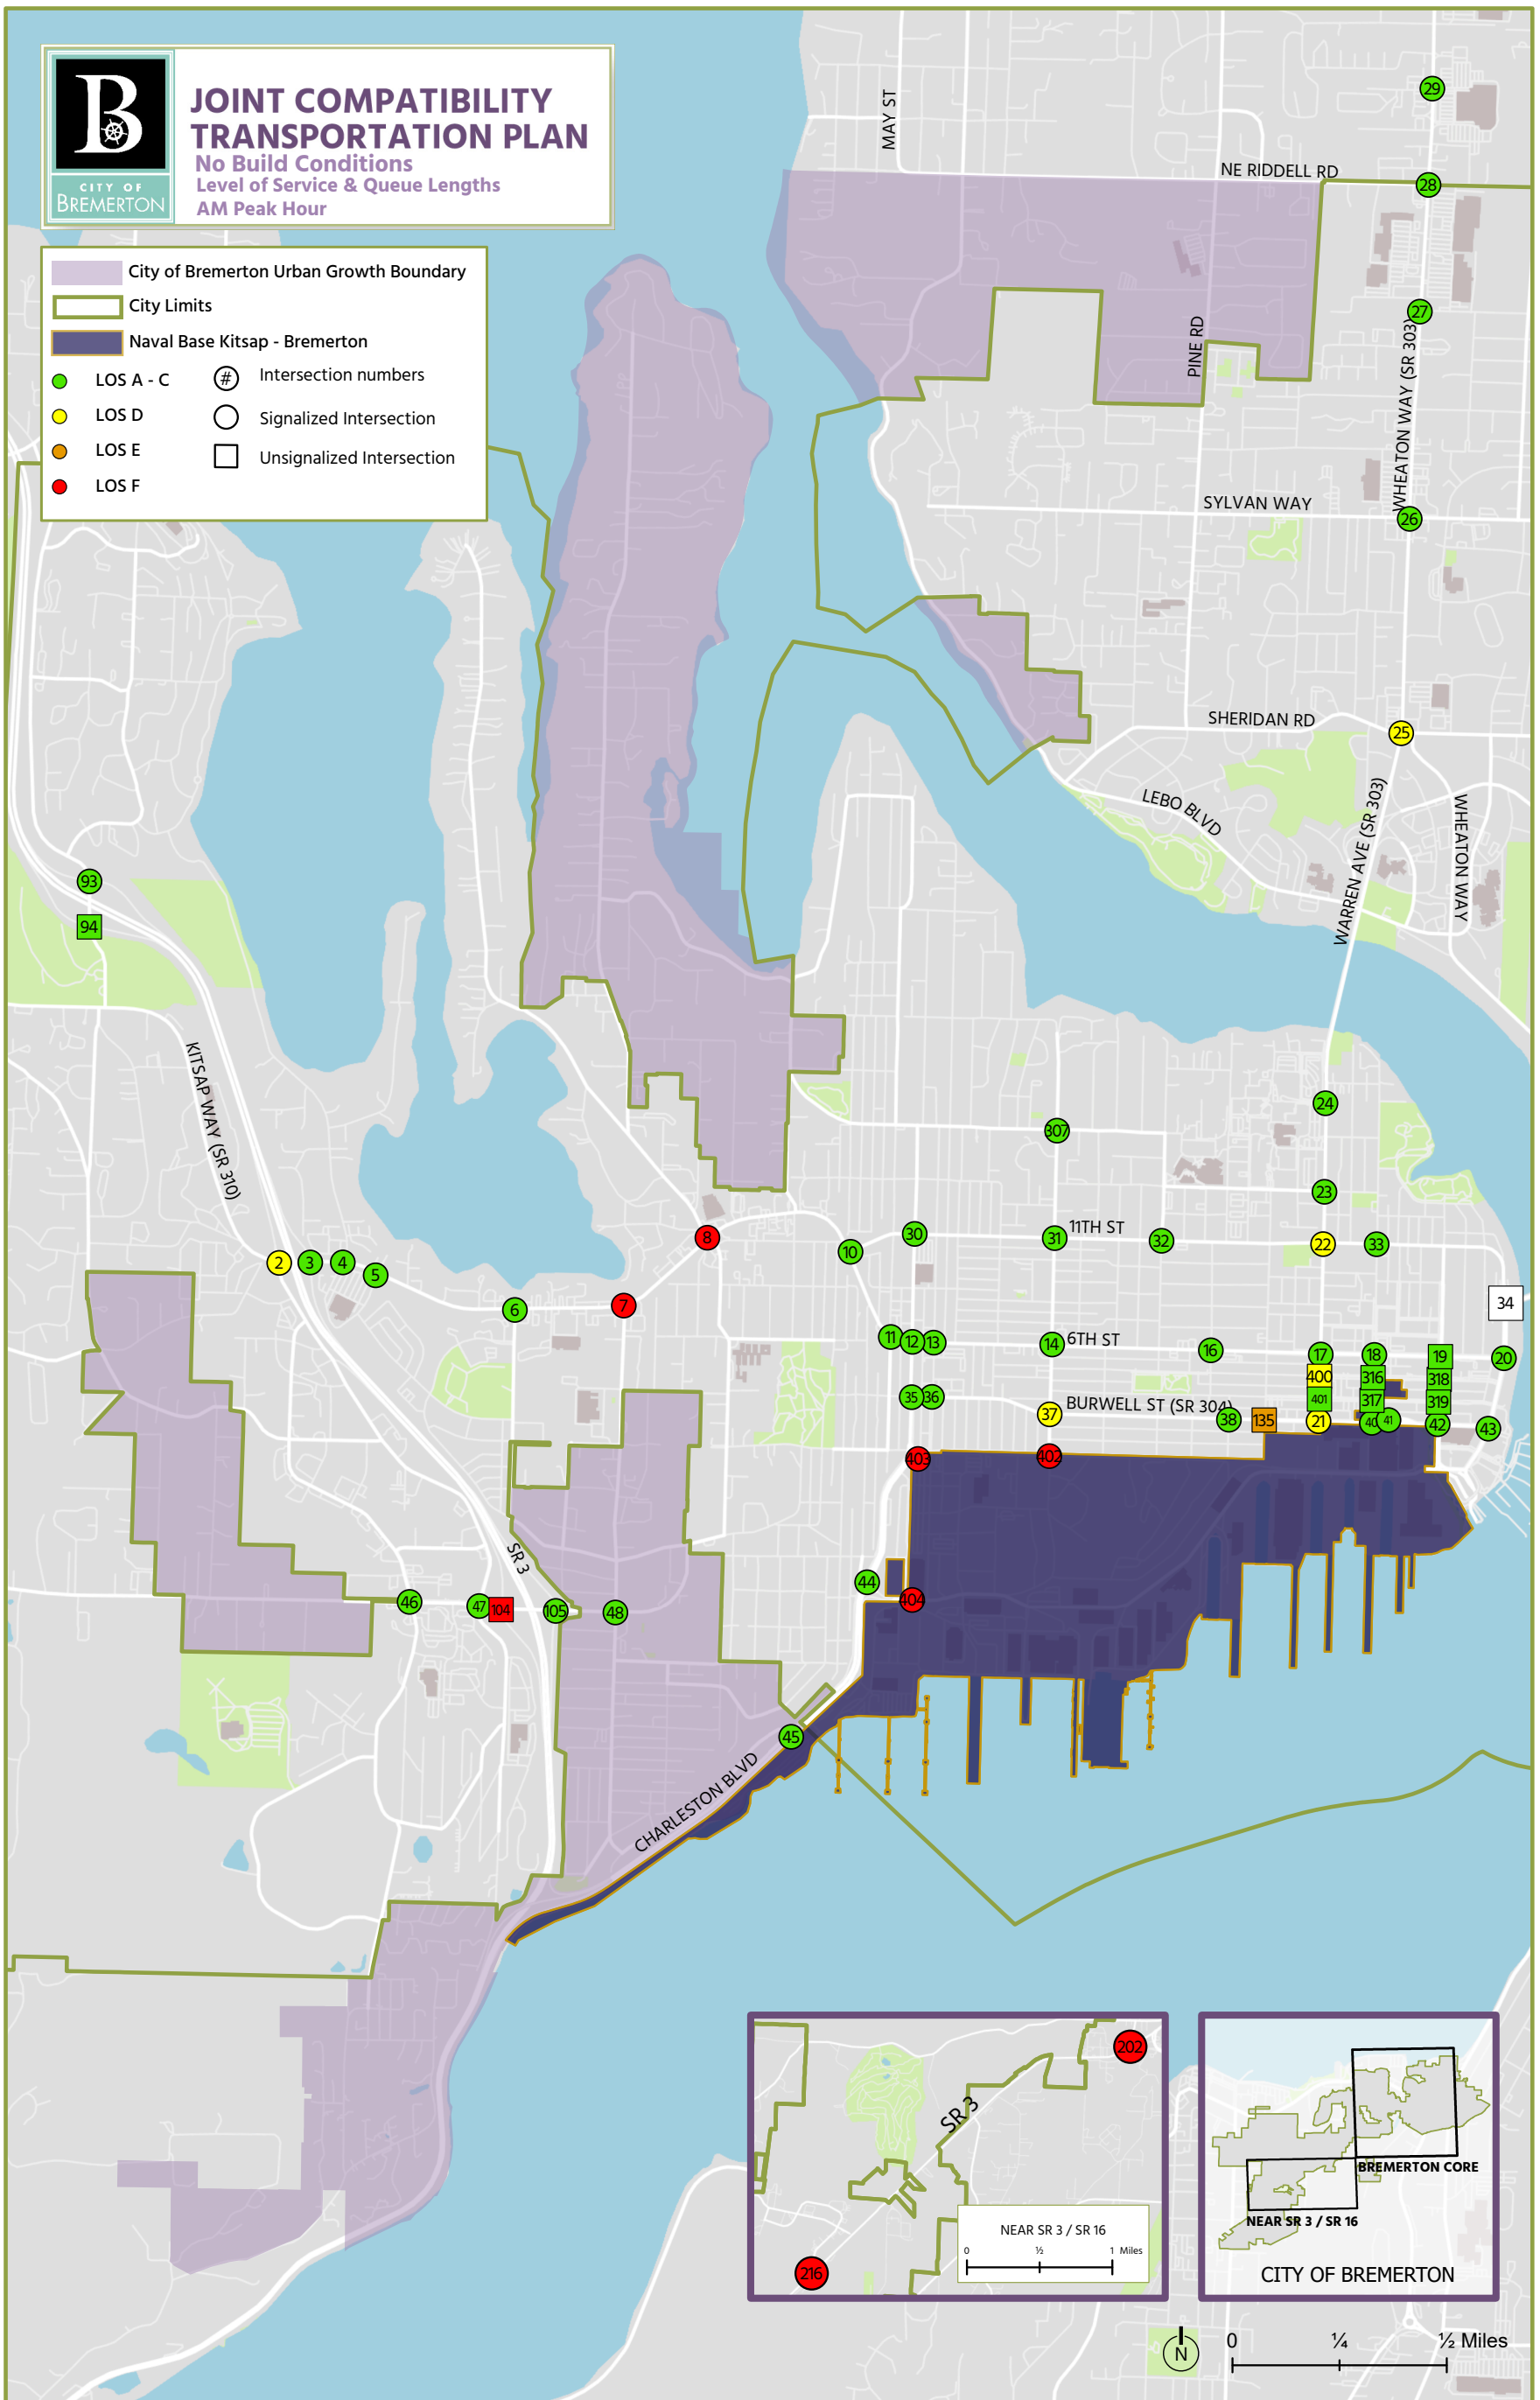 B
CITY OF
BREMERTON
JOINT COMPATIBILITY
TRANSPORTATION PLAN
No Build Conditions
Level of Service & Queue Lengths
AM Peak Hour
City of Bremerton Urban Growth Boundary
City Limits
Naval Base Kitsap - Bremerton
LOS A - C
# Intersection numbers
LOS D
Signalized Intersection
LOS E
Unsignalized Intersection
LOS F
MAY ST
29
NE RIDDELL RD
28
27
PINE RD
WHEATON WAY (SR 303)
SYLVAN WAY
26
SHERIDAN RD
25
LEBO BLVD
WARREN AVE (SR 303)
WHEATON WAY
93
94
KITSAP WAY (SR 310)
24
307
23
8
30
31
11TH ST
32
22
33
10
2
3
4
5
6
7
34
11
12
13
14
6TH ST
16
17
18
19
20
400
316
318
35
36
401
317
319
37
BURWELL ST (SR 304)
38
135
21
40
41
42
43
403
402
SR 3
44
404
46
47
104
105
48
45
CHARLESTON BLVD
202
SR 3
216
NEAR SR 3 / SR 16
0 ½ 1 Miles
BREMERTON CORE
NEAR SR 3 / SR 16
CITY OF BREMERTON
N
0 ¼ ½ Miles